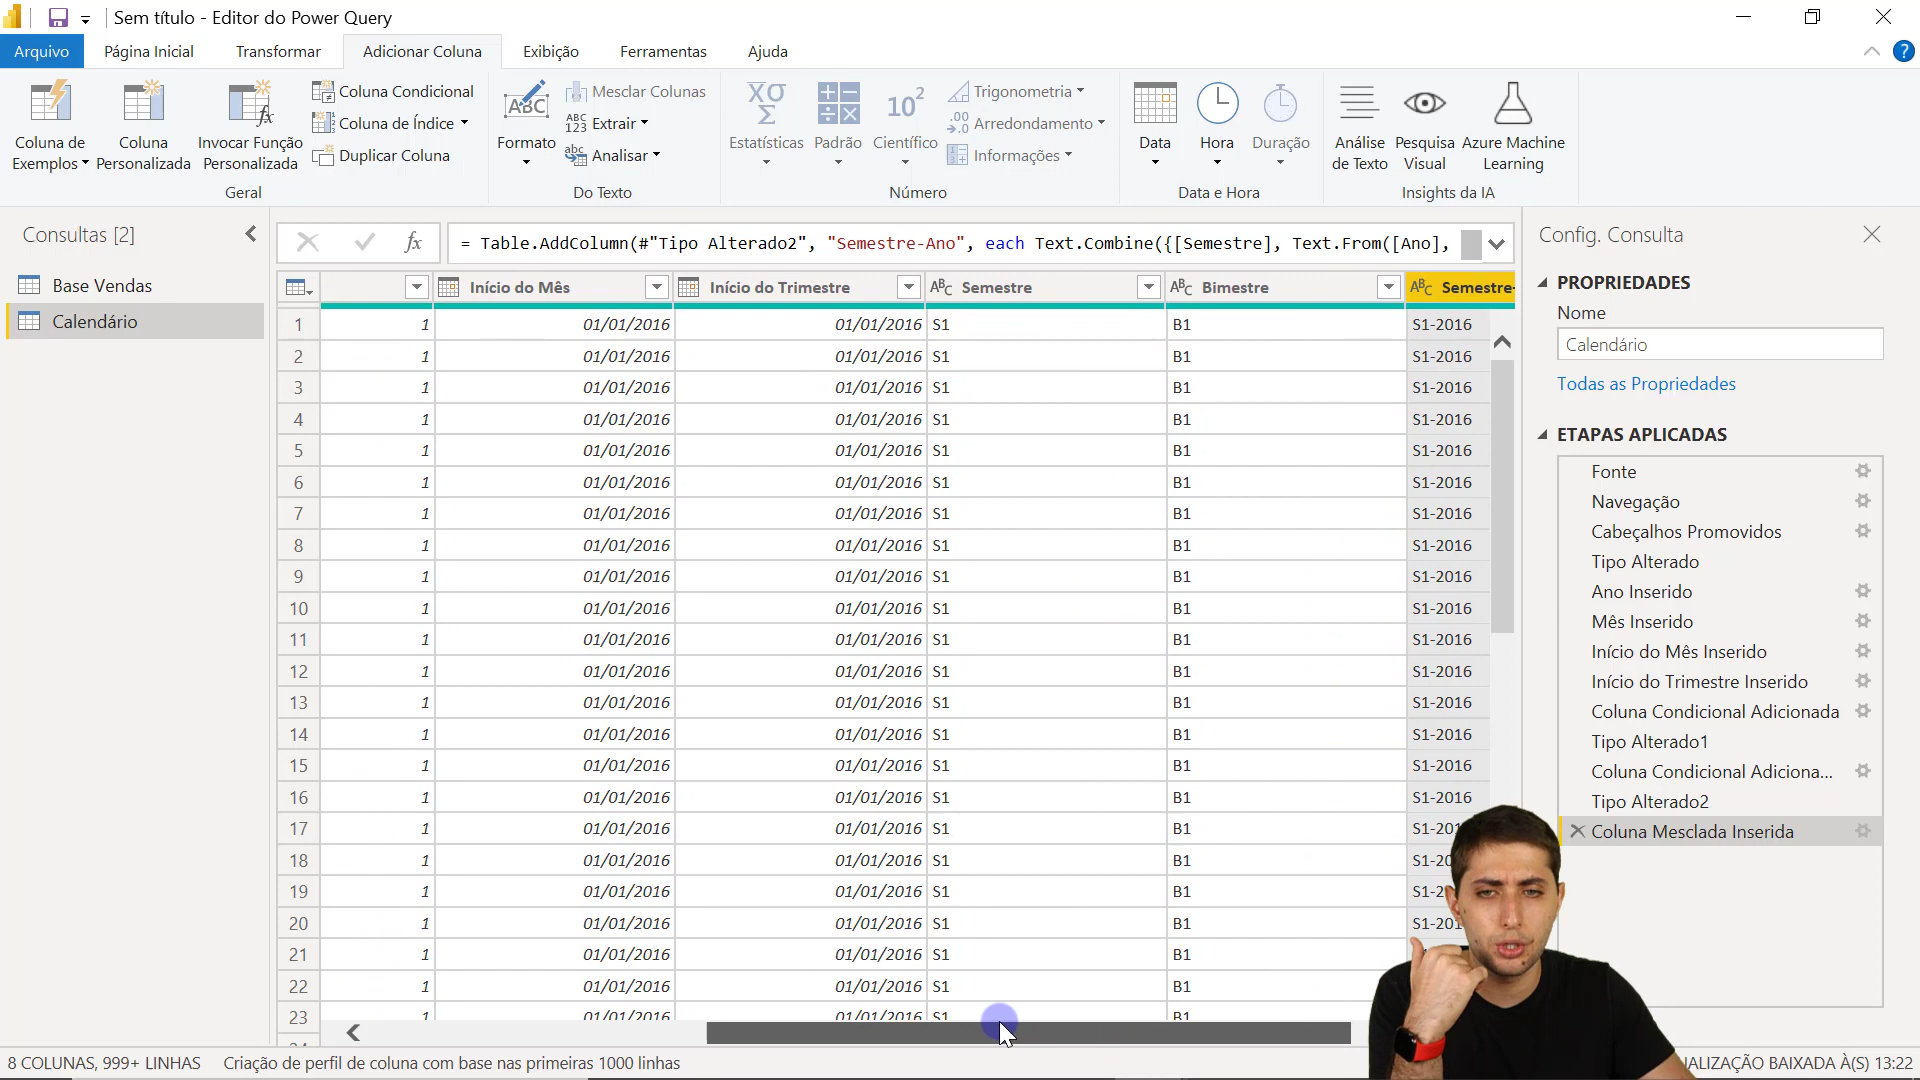 Sem título - Editor do Power Query
Arquivo Página Inicial Transformar Adicionar Coluna Exibição Ferramentas Ajuda
Coluna de Exemplos
Coluna Personalizada
Invocar Função Personalizada
Coluna Condicional
Coluna de Índice
Duplicar Coluna
Geral
Formato
Mesclar Colunas
Extrair
Analisar
Do Texto
Estatísticas
Padrão
Científico
Trigonometria
Arredondamento
Informações
Número
Data
Hora
Duração
Data e Hora
Análise de Texto
Pesquisa Visual
Azure Machine Learning
Insights da IA
Consultas [2]
Base Vendas
Calendário
= Table.AddColumn(#"Tipo Alterado2", "Semestre-Ano", each Text.Combine({[Semestre], Text.From([Ano],
Início do Mês Início do Trimestre Semestre Bimestre Semestre-
1 1 01/01/2016 01/01/2016 S1 B1 S1-2016
2 1 01/01/2016 01/01/2016 S1 B1 S1-2016
3 1 01/01/2016 01/01/2016 S1 B1 S1-2016
4 1 01/01/2016 01/01/2016 S1 B1 S1-2016
5 1 01/01/2016 01/01/2016 S1 B1 S1-2016
6 1 01/01/2016 01/01/2016 S1 B1 S1-2016
7 1 01/01/2016 01/01/2016 S1 B1 S1-2016
8 1 01/01/2016 01/01/2016 S1 B1 S1-2016
9 1 01/01/2016 01/01/2016 S1 B1 S1-2016
10 1 01/01/2016 01/01/2016 S1 B1 S1-2016
11 1 01/01/2016 01/01/2016 S1 B1 S1-2016
12 1 01/01/2016 01/01/2016 S1 B1 S1-2016
13 1 01/01/2016 01/01/2016 S1 B1 S1-2016
14 1 01/01/2016 01/01/2016 S1 B1 S1-2016
15 1 01/01/2016 01/01/2016 S1 B1 S1-2016
16 1 01/01/2016 01/01/2016 S1 B1 S1-2016
17 1 01/01/2016 01/01/2016 S1 B1 S1-201
18 1 01/01/2016 01/01/2016 S1 B1 S1-20
19 1 01/01/2016 01/01/2016 S1 B1 S1-2
20 1 01/01/2016 01/01/2016 S1 B1 S1-201
21 1 01/01/2016 01/01/2016 S1 B1
22 1 01/01/2016 01/01/2016 S1 B1
23 1 01/01/2016 01/01/2016 S1 B1
Config. Consulta
PROPRIEDADES
Nome
Calendário
Todas as Propriedades
ETAPAS APLICADAS
Fonte
Navegação
Cabeçalhos Promovidos
Tipo Alterado
Ano Inserido
Mês Inserido
Início do Mês Inserido
Início do Trimestre Inserido
Coluna Condicional Adicionada
Tipo Alterado1
Coluna Condicional Adiciona...
Tipo Alterado2
Coluna Mesclada Inserida
8 COLUNAS, 999+ LINHAS Criação de perfil de coluna com base nas primeiras 1000 linhas
IALIZAÇÃO BAIXADA À(S) 13:22